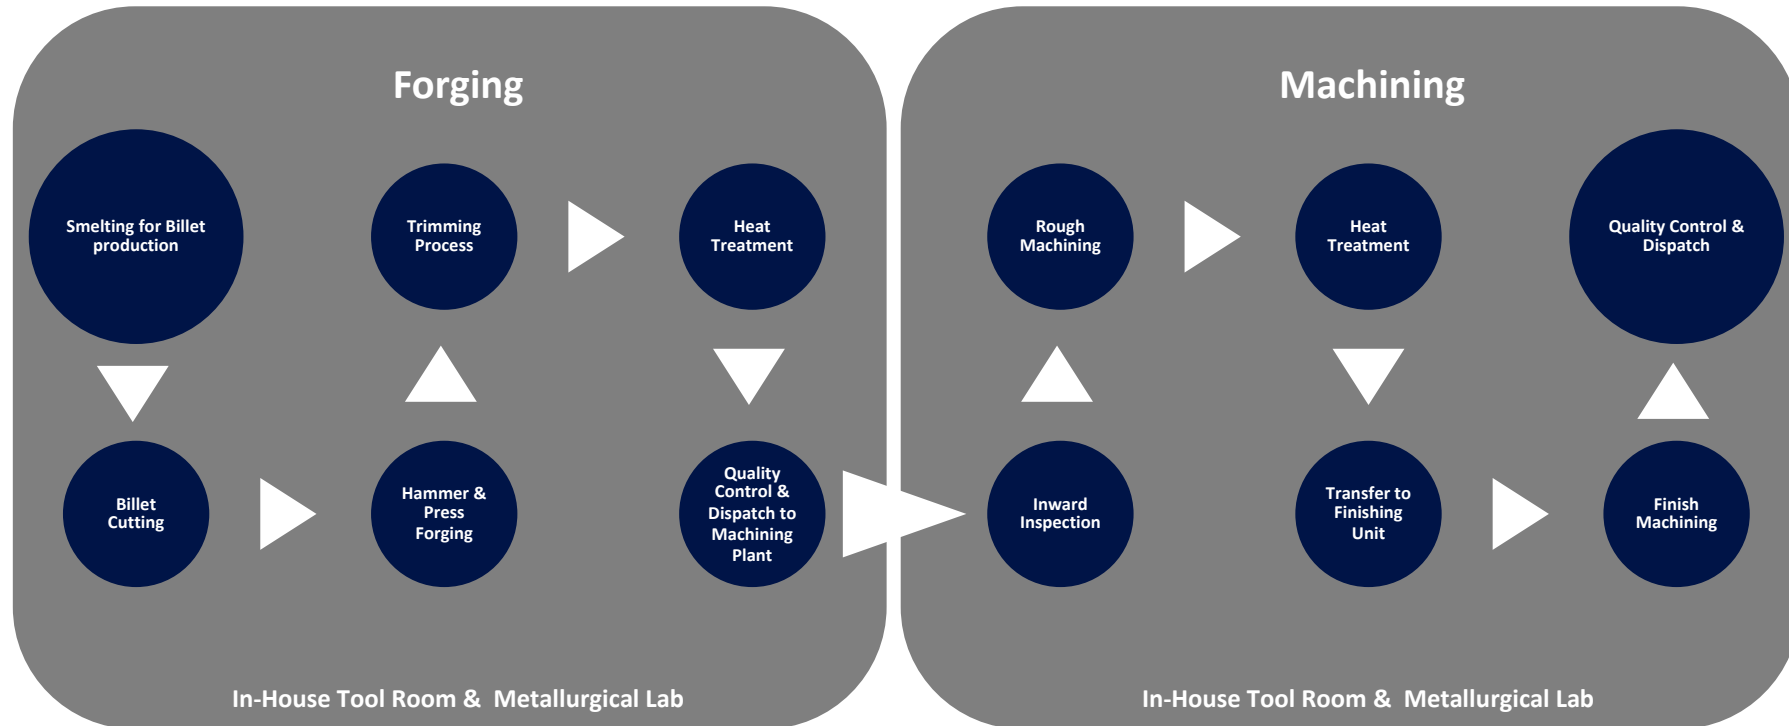 Forging
Smelting for Billet
production
Billet
Cutting
Hammer &
Press
Forging
Trimming
Process
Heat
Treatment
Quality
Control &
Dispatch to
Machining
Plant
In-House Tool Room &  Metallurgical Lab
Machining
Inward
Inspection
Rough
Machining
Heat
Treatment
Transfer to
Finishing
Unit
Finish
Machining
Quality Control &
Dispatch
In-House Tool Room &  Metallurgical Lab